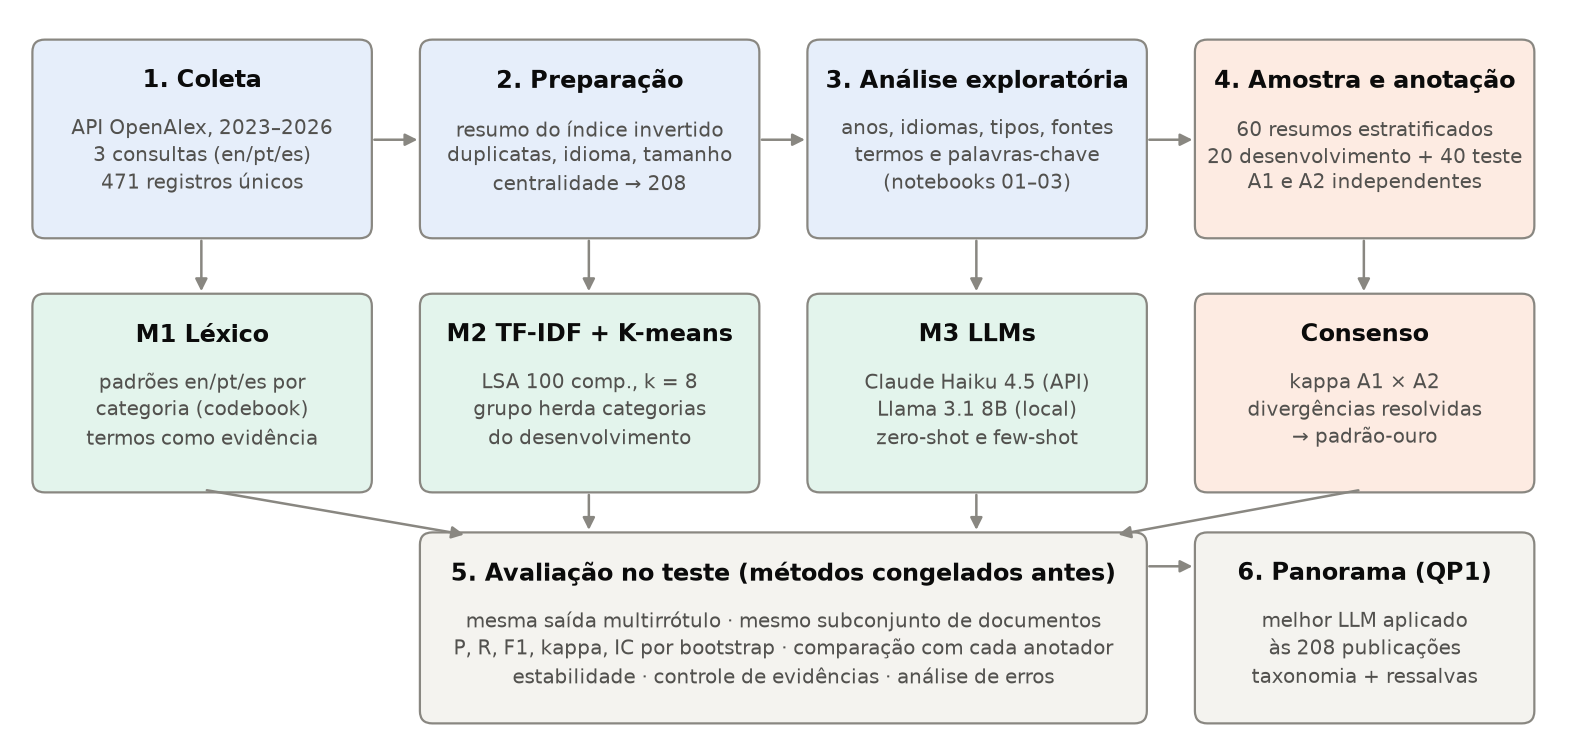 1. Coleta
API OpenAlex, 2023–2026
3 consultas (en/pt/es)
471 registros únicos
2. Preparação
resumo do índice invertido
duplicatas, idioma, tamanho
centralidade → 208
3. Análise exploratória
anos, idiomas, tipos, fontes
termos e palavras-chave
(notebooks 01–03)
4. Amostra e anotação
60 resumos estratificados
20 desenvolvimento + 40 teste
A1 e A2 independentes
M1 Léxico
padrões en/pt/es por
categoria (codebook)
termos como evidência
M2 TF-IDF + K-means
LSA 100 comp., k = 8
grupo herda categorias
do desenvolvimento
M3 LLMs
Claude Haiku 4.5 (API)
Llama 3.1 8B (local)
zero-shot e few-shot
Consenso
kappa A1 × A2
divergências resolvidas
→ padrão-ouro
5. Avaliação no teste (métodos congelados antes)
mesma saída multirrótulo · mesmo subconjunto de documentos
P, R, F1, kappa, IC por bootstrap · comparação com cada anotador
estabilidade · controle de evidências · análise de erros
6. Panorama (QP1)
melhor LLM aplicado
às 208 publicações
taxonomia + ressalvas